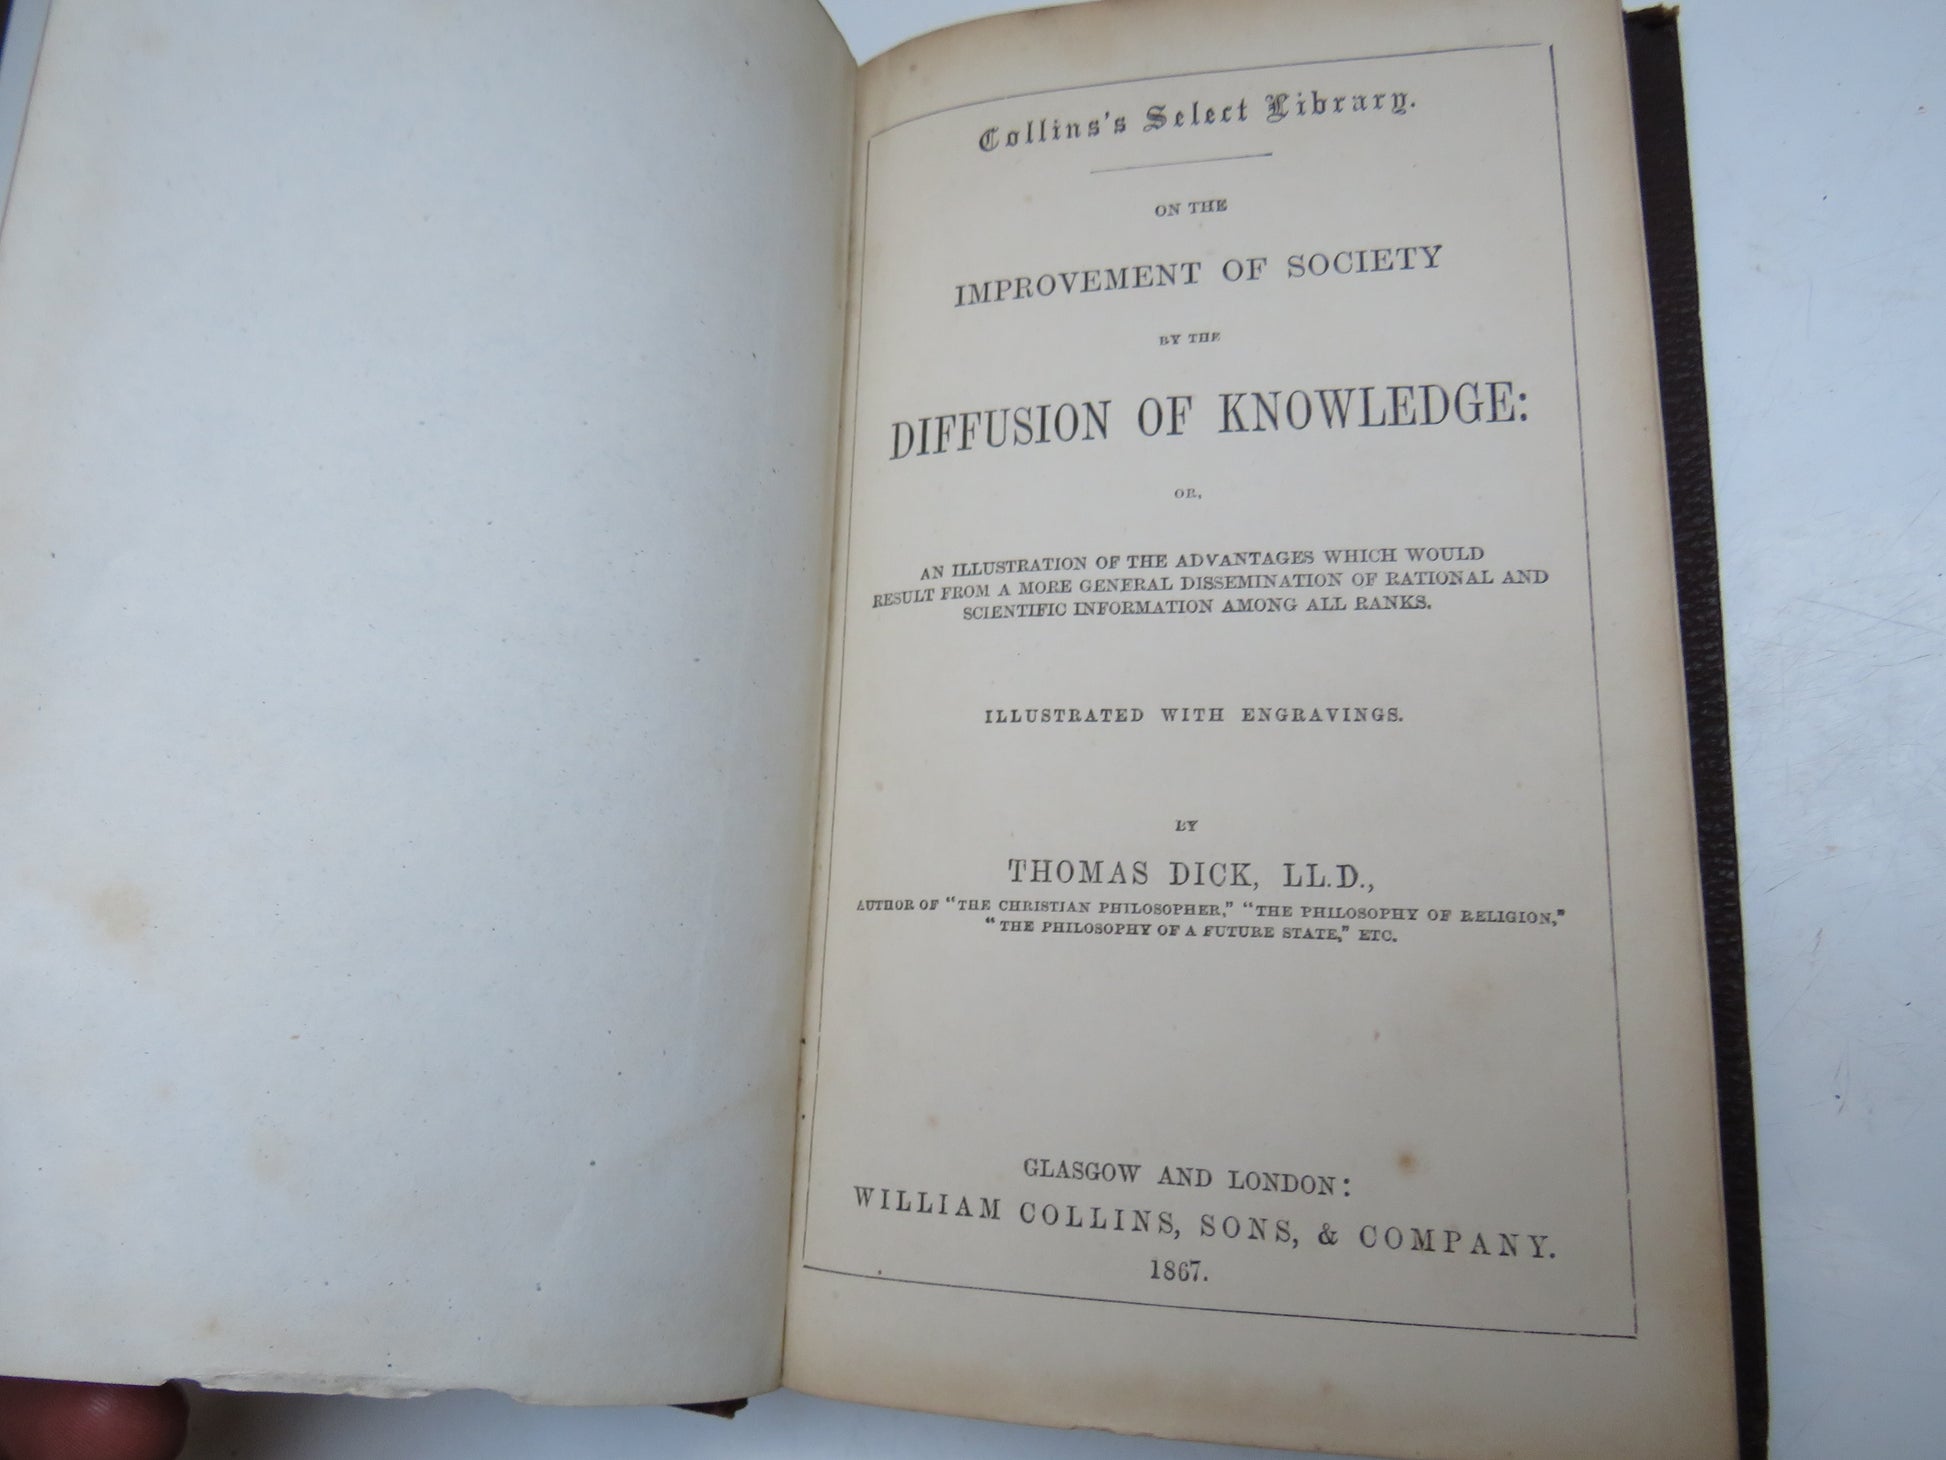 Collins's Select Library.
ON THE
IMPROVEMENT OF SOCIETY
BY THE
DIFFUSION OF KNOWLEDGE:
OR,
AN ILLUSTRATION OF THE ADVANTAGES WHICH WOULD
RESULT FROM A MORE GENERAL DISSEMINATION OF RATIONAL AND
SCIENTIFIC INFORMATION AMONG ALL RANKS.
ILLUSTRATED WITH ENGRAVINGS.
BY
THOMAS DICK, LL.D.,
AUTHOR OF "THE CHRISTIAN PHILOSOPHER," "THE PHILOSOPHY OF RELIGION,"
"THE PHILOSOPHY OF A FUTURE STATE," ETC.
GLASGOW AND LONDON:
WILLIAM COLLINS, SONS, & COMPANY.
1867.